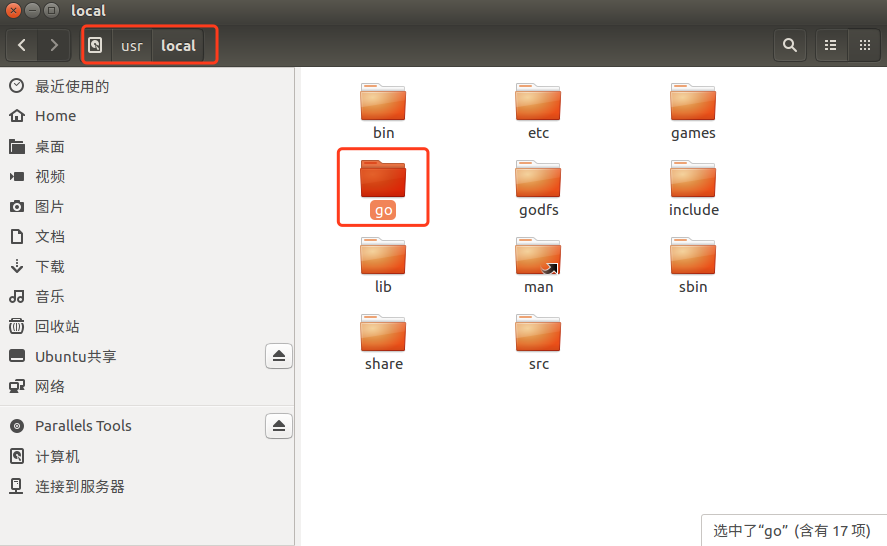 local
usr local
最近使用的
Home
桌面
视频
图片
文档
下载
音乐
回收站
Ubuntu共享
网络
Parallels Tools
计算机
连接到服务器
bin etc games
go godfs include
lib man sbin
share src
选中了“go” (含有 17 项)